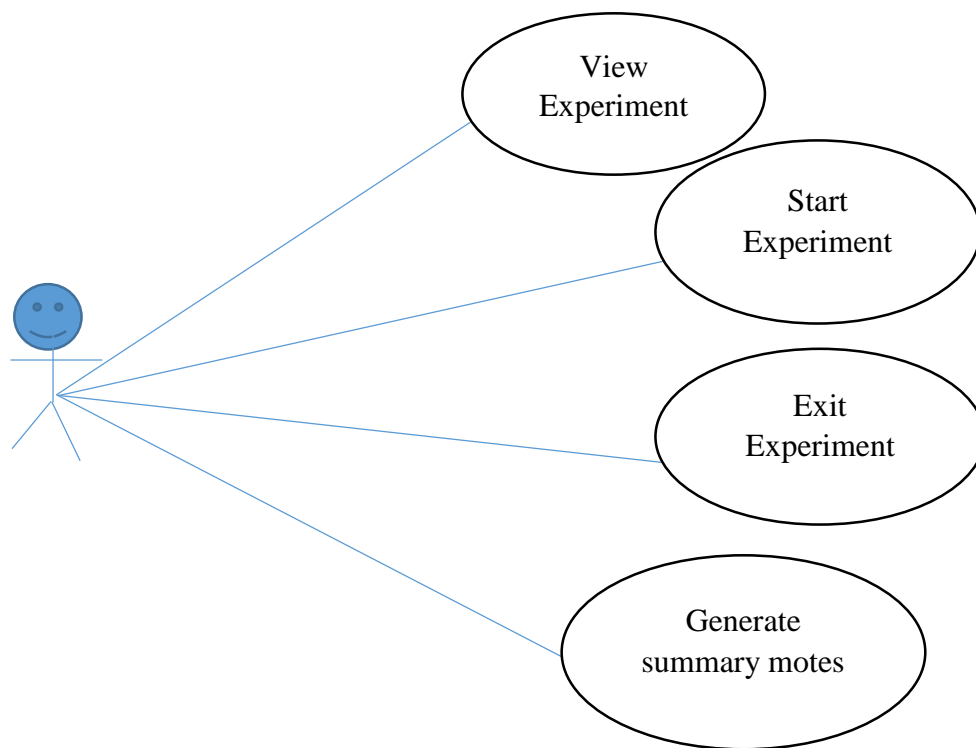 View
Experiment
Start
Experiment
Exit
Experiment
Generate
summary motes